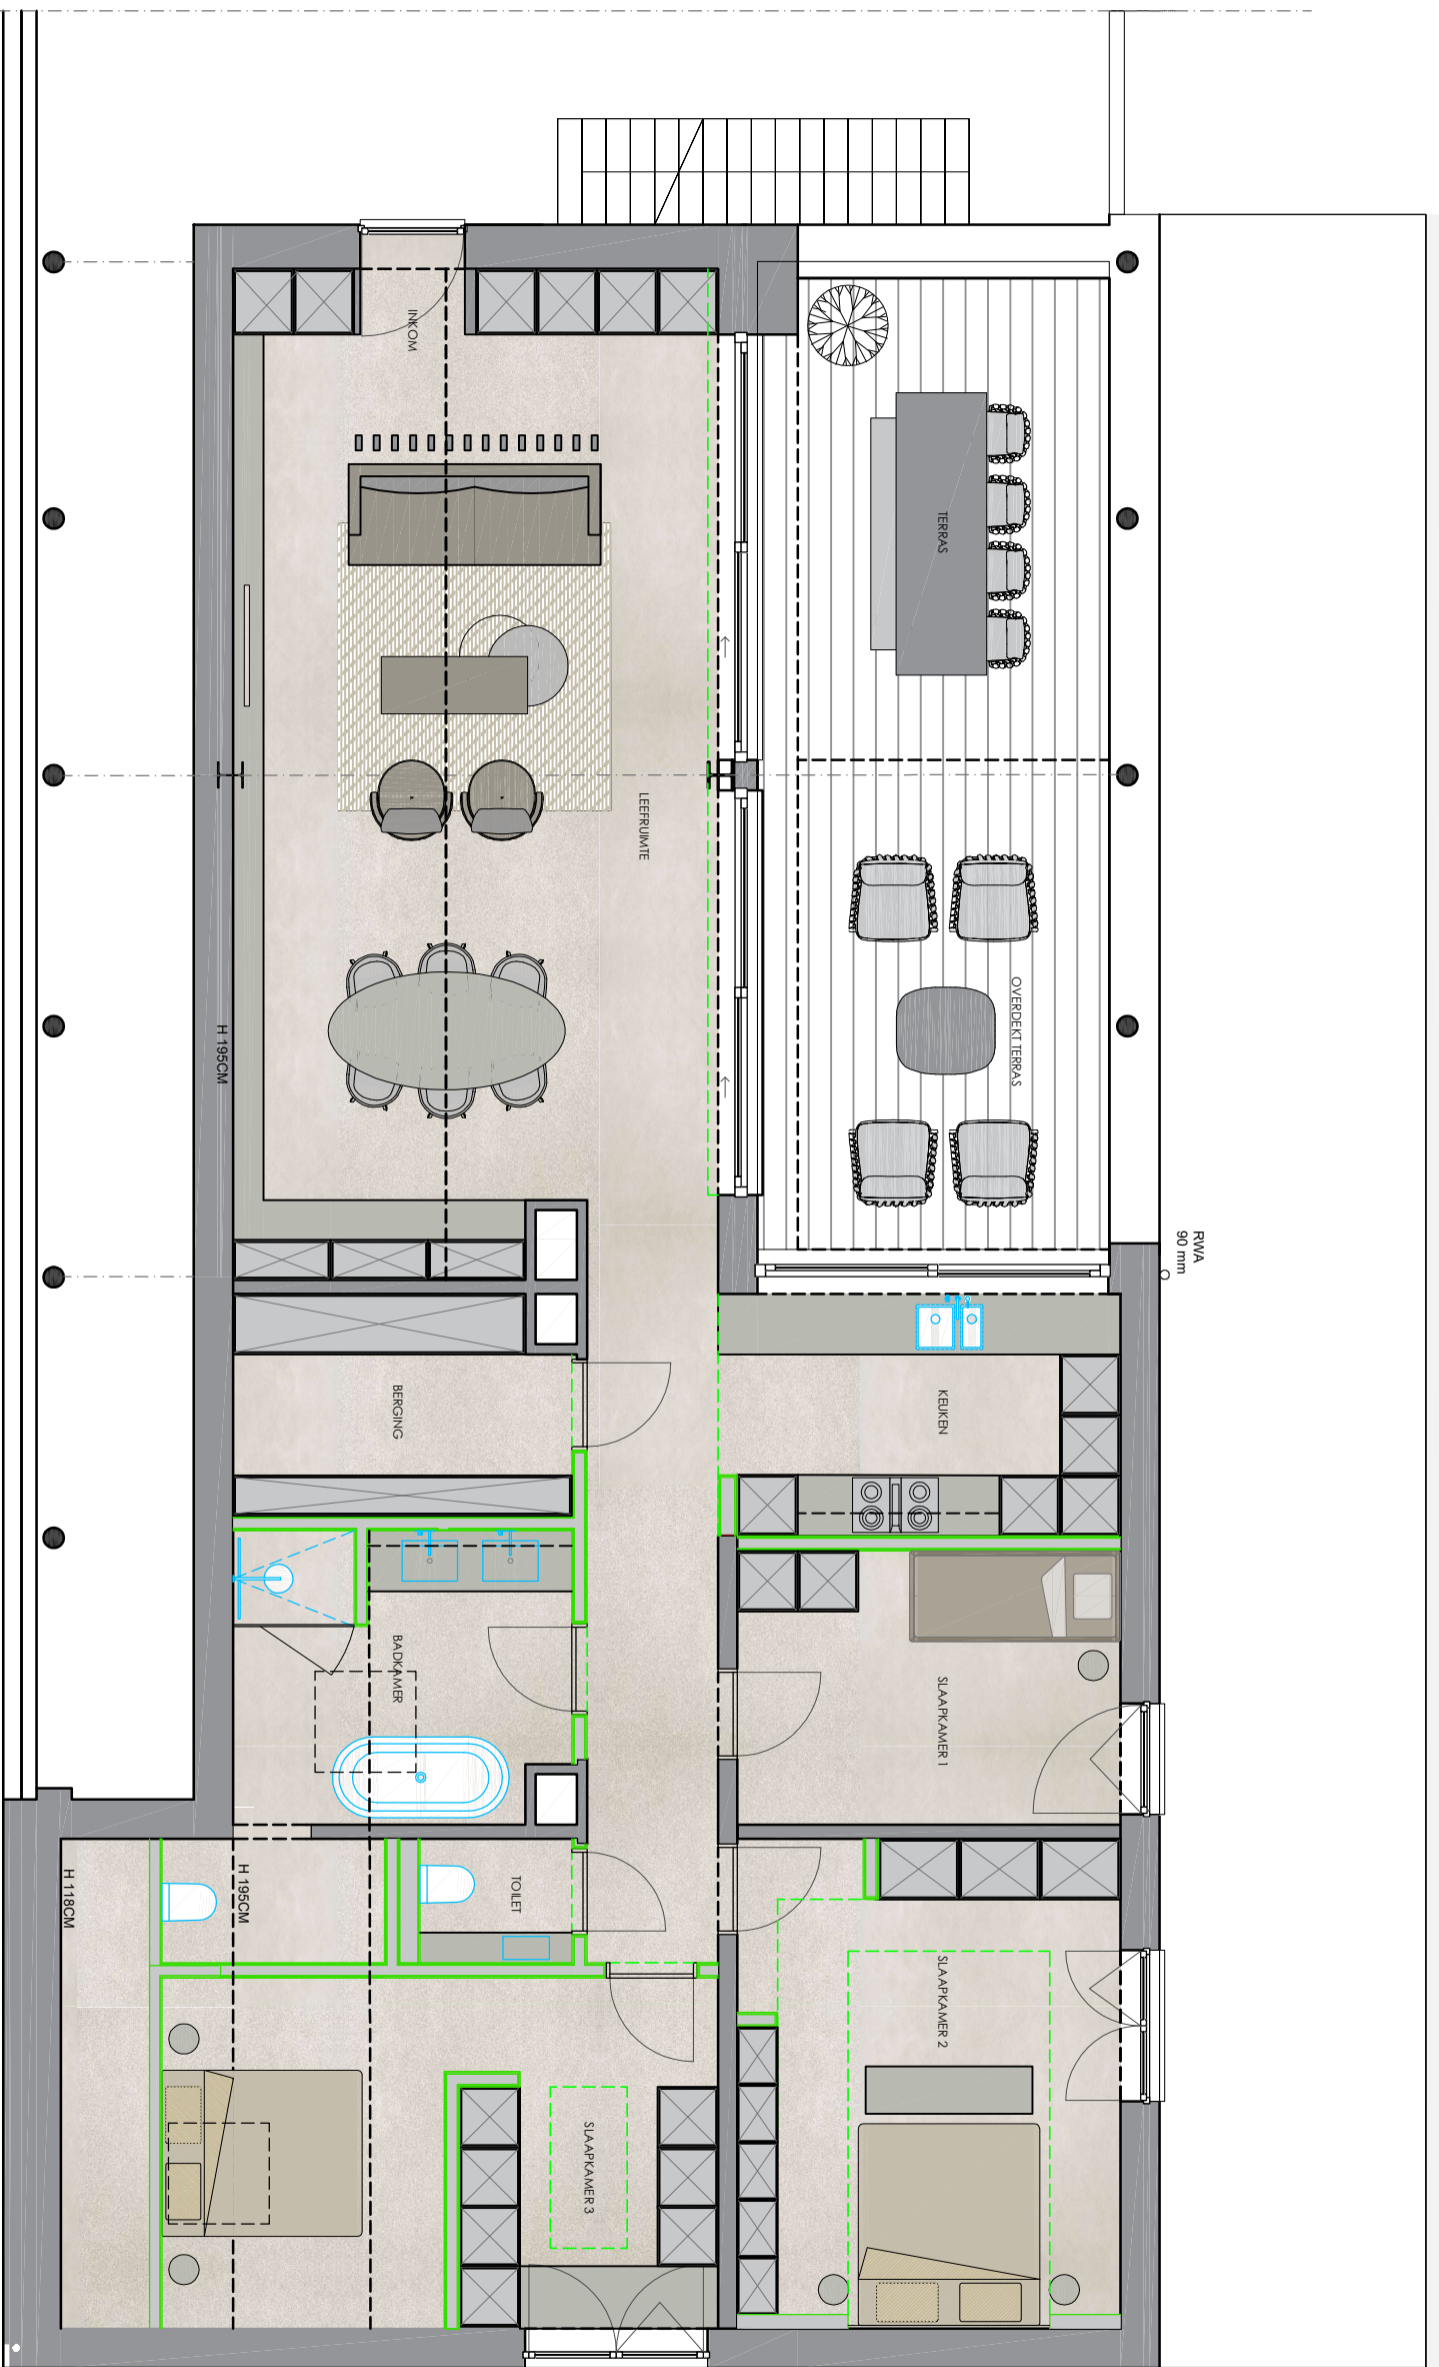 INKOM
TERRAS
LEEFRUIMTE
OVERDEKT TERRAS
H 195CM
RWA
90 mm
BERGING
KEUKEN
BADKAMER
SLAAPKAMER 1
TOILET
H 195CM
H 118CM
SLAAPKAMER 2
SLAAPKAMER 3